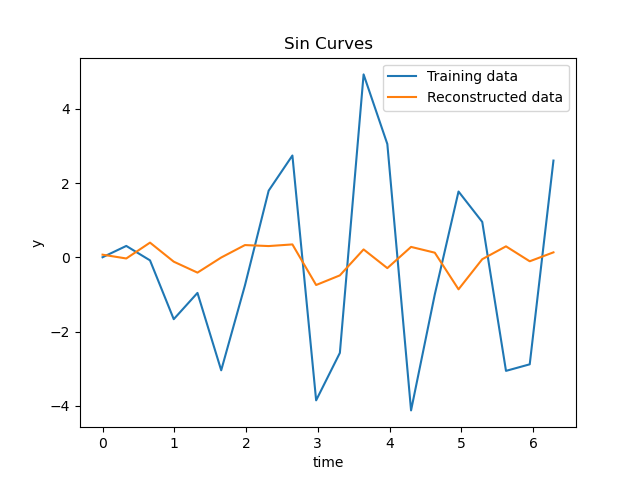 Sin Curves
Training data
Reconstructed data
4
2
0
−2
−4
y
0 1 2 3 4 5 6
time